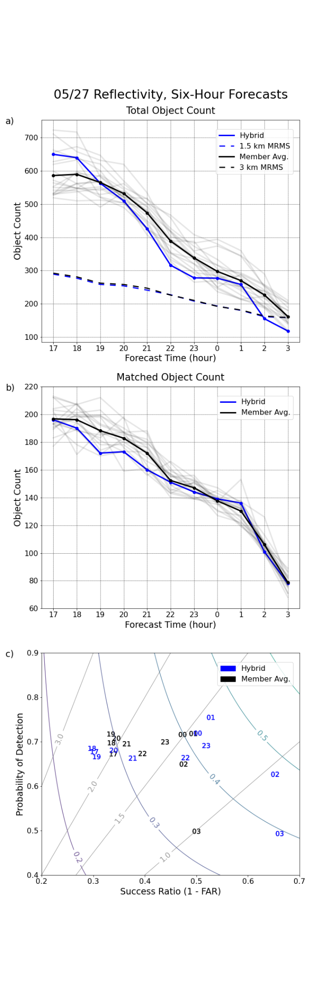 05/27 Reflectivity, Six-Hour Forecasts
Total Object Count
a)
Hybrid
1.5 km MRMS
Member Avg.
3 km MRMS
700
600
500
400
300
200
100
Object Count
17 18 19 20 21 22 23 0 1 2 3
Forecast Time (hour)
Matched Object Count
b)
Hybrid
Member Avg.
220
200
180
160
140
120
100
80
60
Object Count
17 18 19 20 21 22 23 0 1 2 3
Forecast Time (hour)
c)
Hybrid
Member Avg.
0.9
0.8
0.7
0.6
0.5
0.4
Probability of Detection
01
19 00 01 00
20
3.0 18 21 23 23 0.5
18 17 20 17 22
19 21 22
02
02
0.4
2.0
1.5 0.3
03 03
0.2 1.0
0.2 0.3 0.4 0.5 0.6 0.7
Success Ratio (1 - FAR)